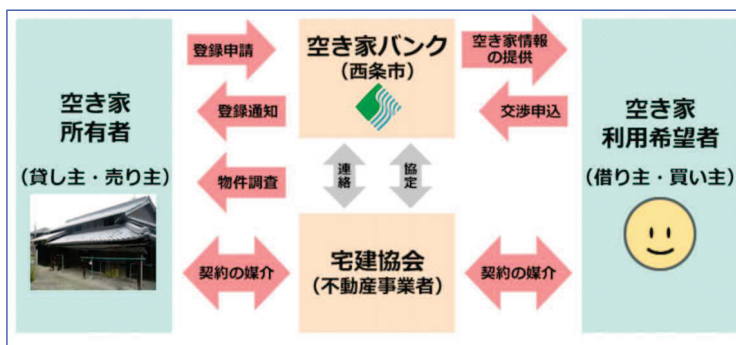 空き家
所有者
(貸し主・売り主)
登録申請
登録通知
物件調査
契約の媒介
空き家バンク
(西条市)
連絡
協定
宅建協会
(不動産事業者)
空き家情報
の提供
交渉申込
契約の媒介
空き家
利用希望者
(借り主・買い主)